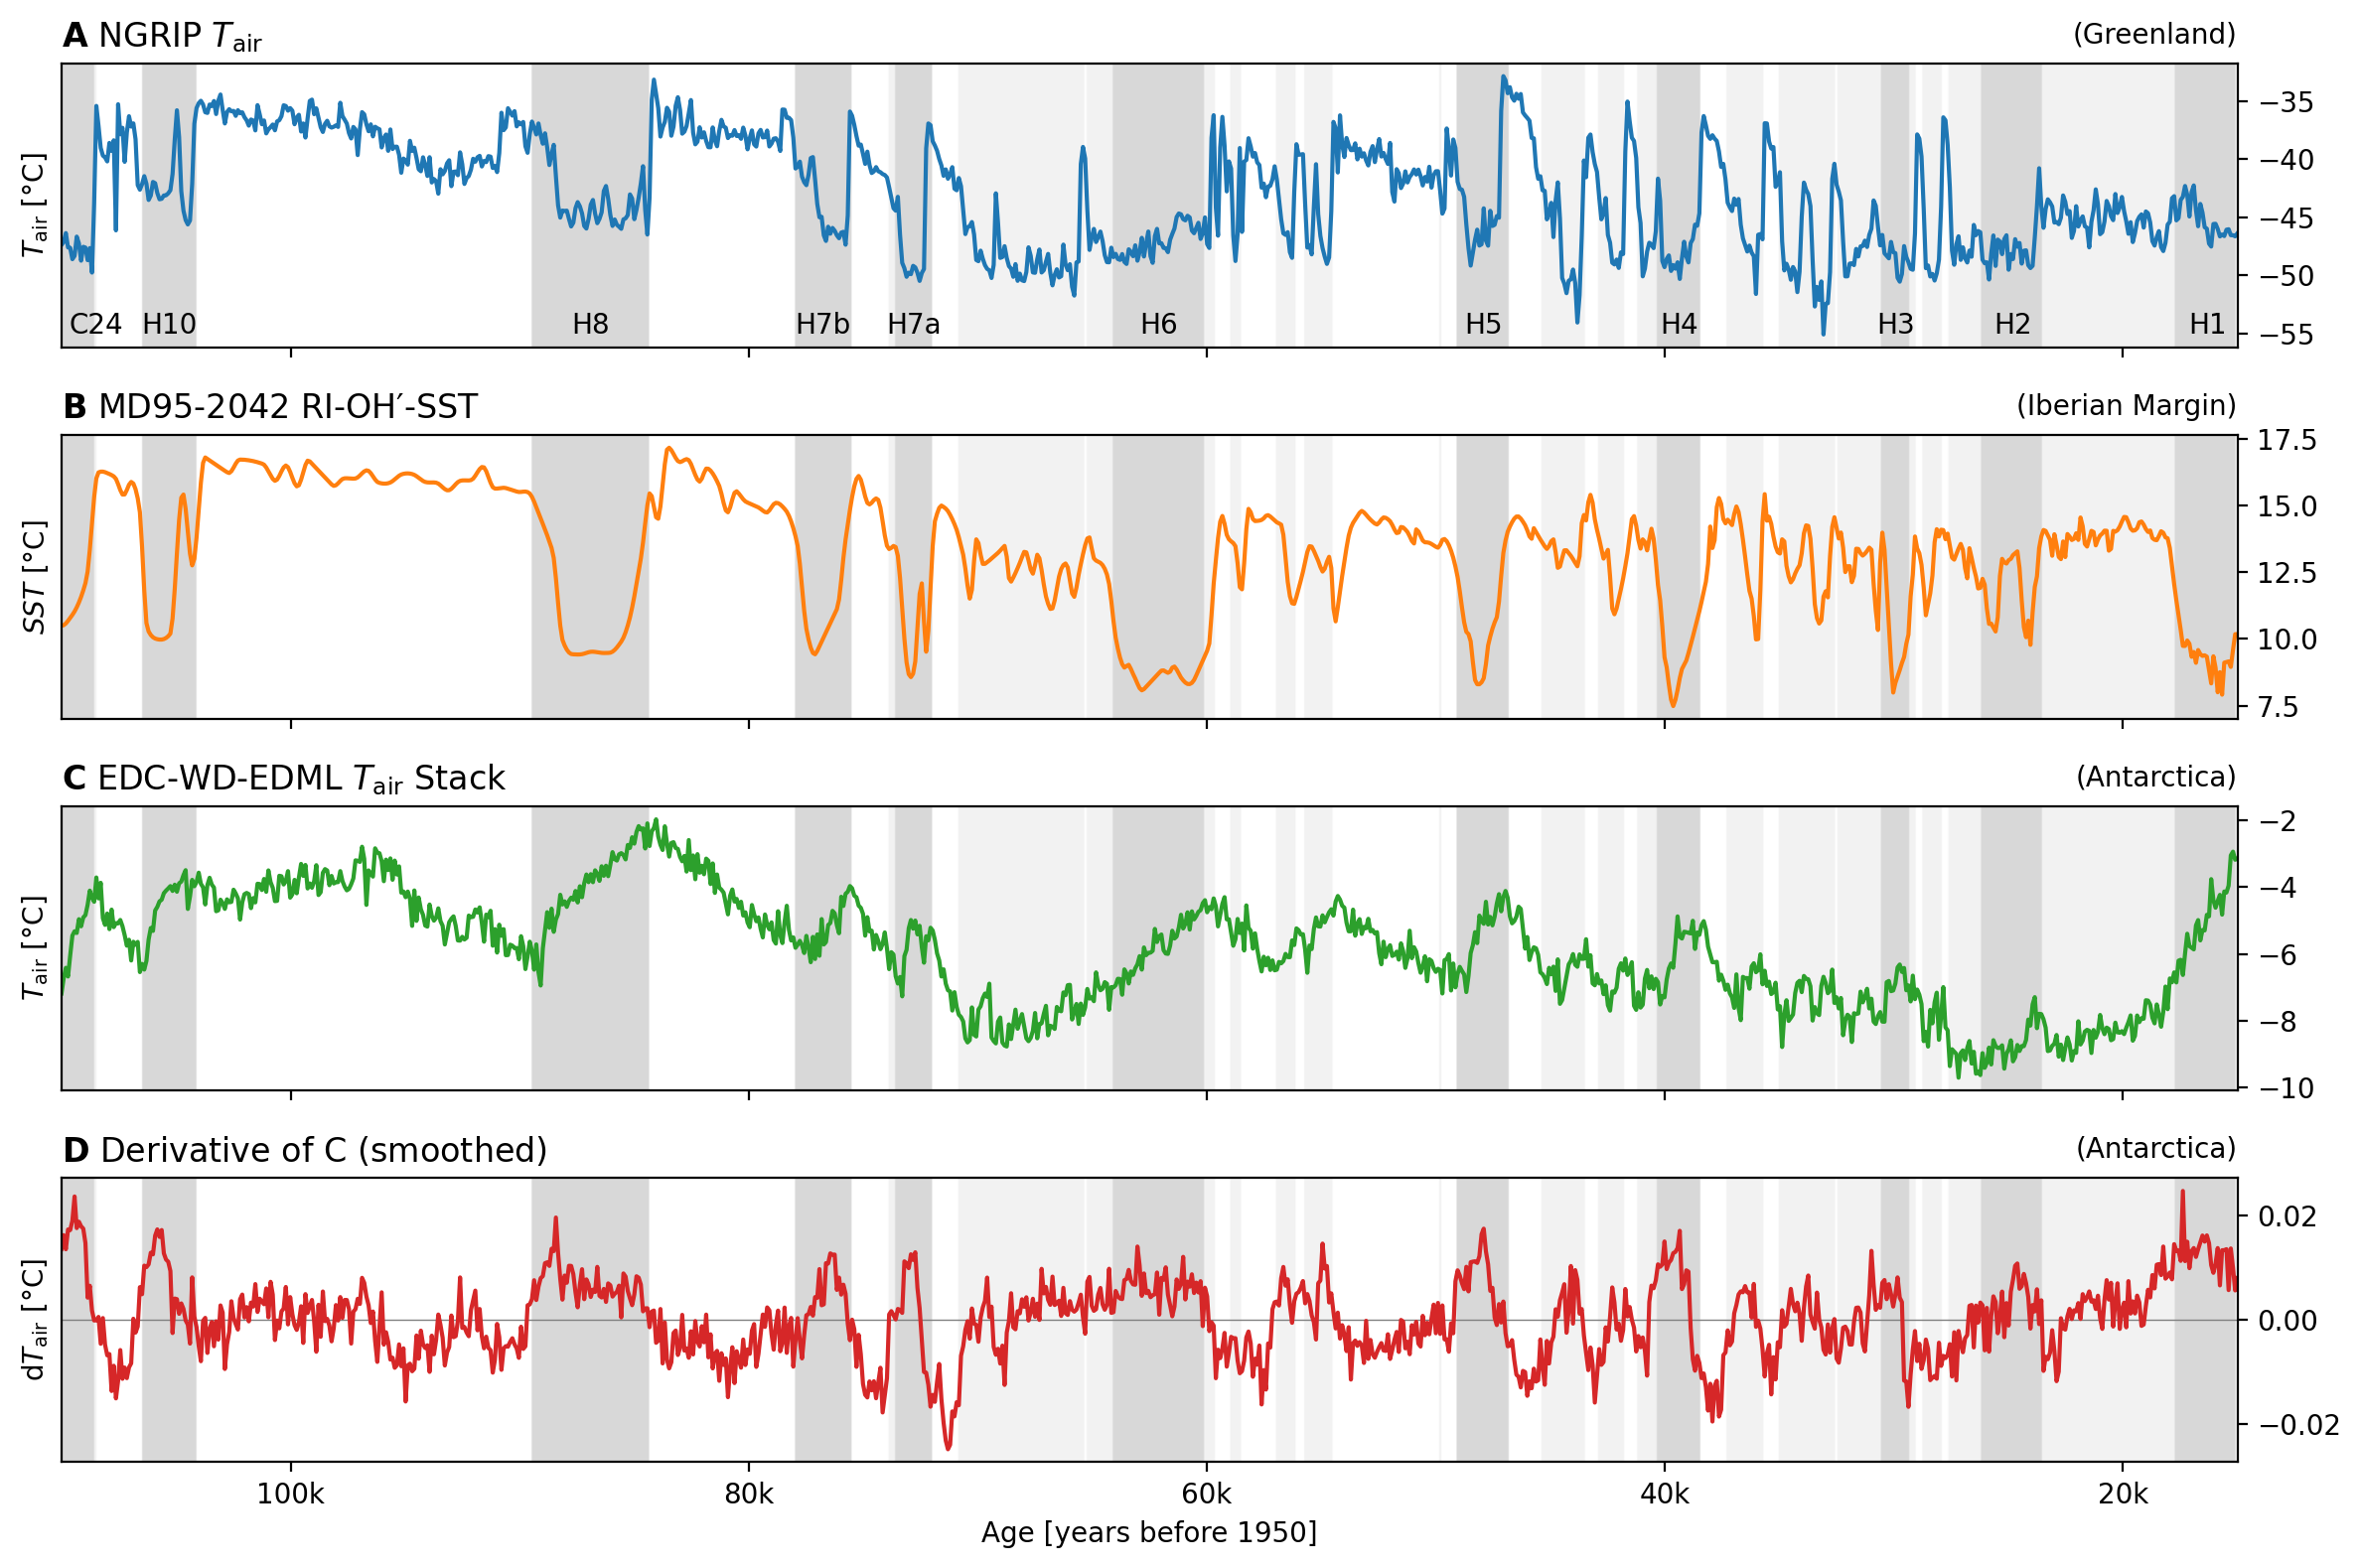 A NGRIP Tair (Greenland)
Tair [°C]
−35
−40
−45
−50
−55
C24 H10 H8 H7b H7a H6 H5 H4 H3 H2 H1
B MD95-2042 RI-OH′-SST (Iberian Margin)
SST [°C]
17.5
15.0
12.5
10.0
7.5
C EDC-WD-EDML Tair Stack (Antarctica)
Tair [°C]
−2
−4
−6
−8
−10
D Derivative of C (smoothed) (Antarctica)
dTair [°C]
0.02
0.00
−0.02
100k 80k 60k 40k 20k
Age [years before 1950]